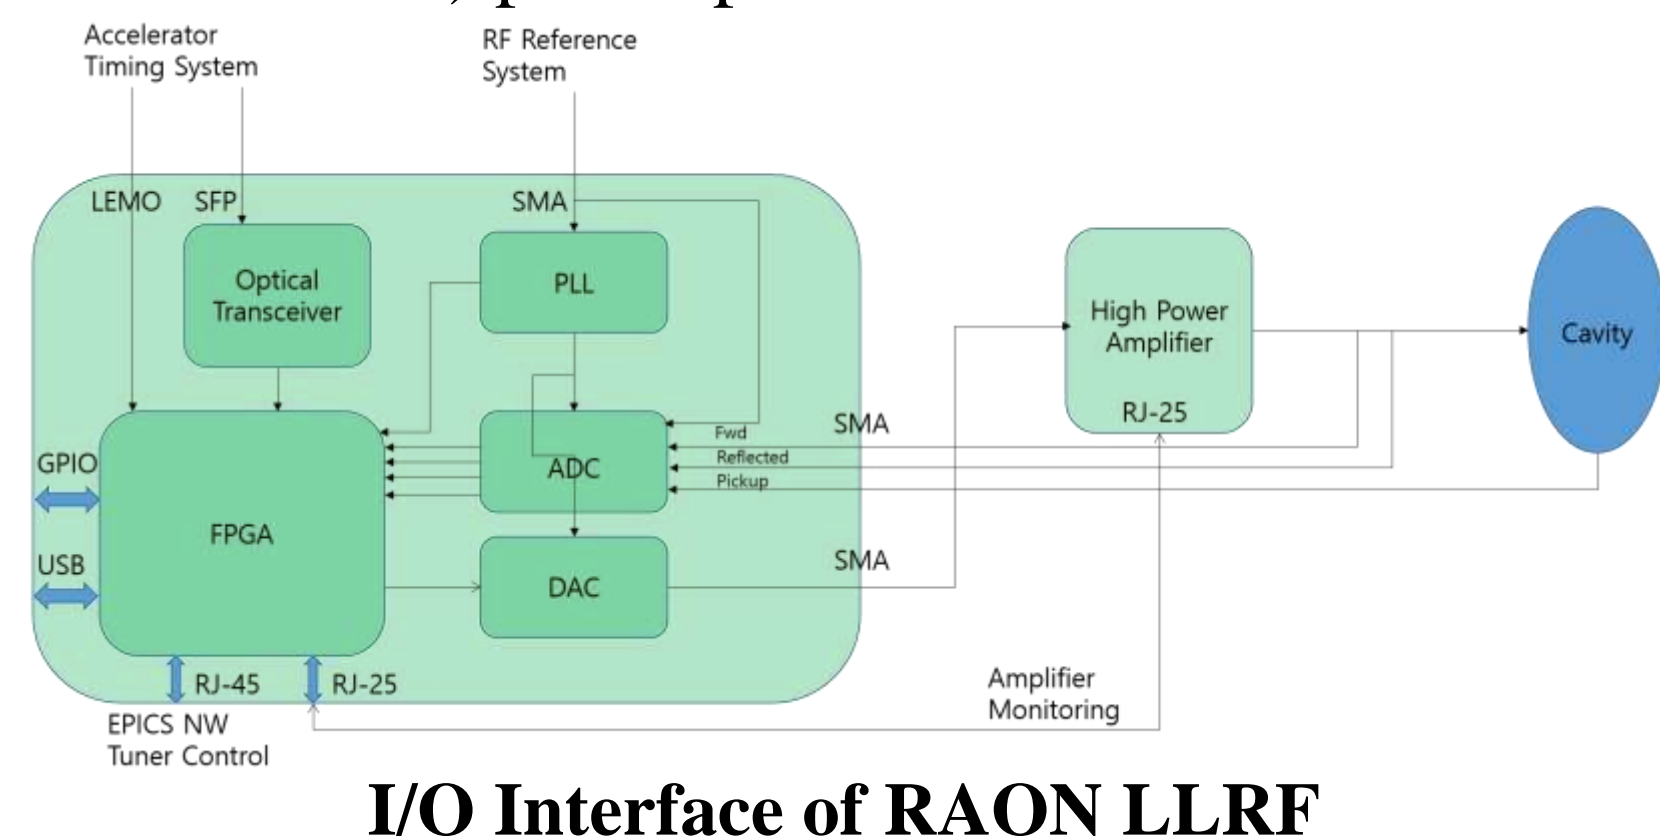 Accelerator
Timing System
RF Reference
System
LEMO
SFP
SMA
Optical
Transceiver
PLL
High Power
Amplifier
RJ-25
Cavity
SMA
Fwd
Reflected
Pickup
GPIO
ADC
FPGA
USB
SMA
DAC
RJ-45
RJ-25
Amplifier
Monitoring
EPICS NW
Tuner Control
I/O Interface of RAON LLRF